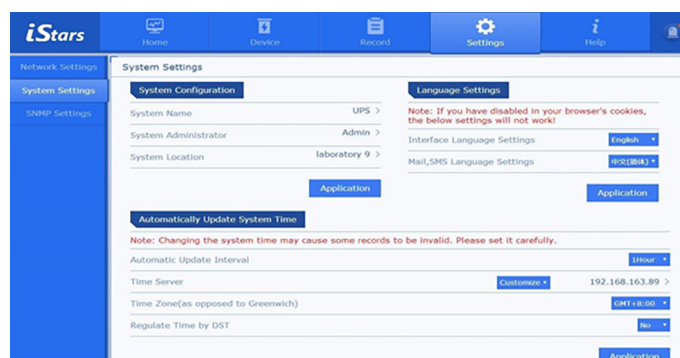 iStars
Home
Device
Record
Settings
Help
Network Settings
System Settings
SNMP Settings
System Settings
System Configuration
System Name UPS >
System Administrator Admin >
System Location laboratory 9 >
Application
Language Settings
Note: If you have disabled in your browser's cookies,
the below settings will not work!
Interface Language Settings English
Mail,SMS Language Settings 中文(简体)
Application
Automatically Update System Time
Note: Changing the system time may cause some records to be invalid. Please set it carefully.
Automatic Update Interval 1Hour
Time Server Customize 192.168.163.89 >
Time Zone(as opposed to Greenwich) GMT+8:00
Regulate Time by DST No
Application